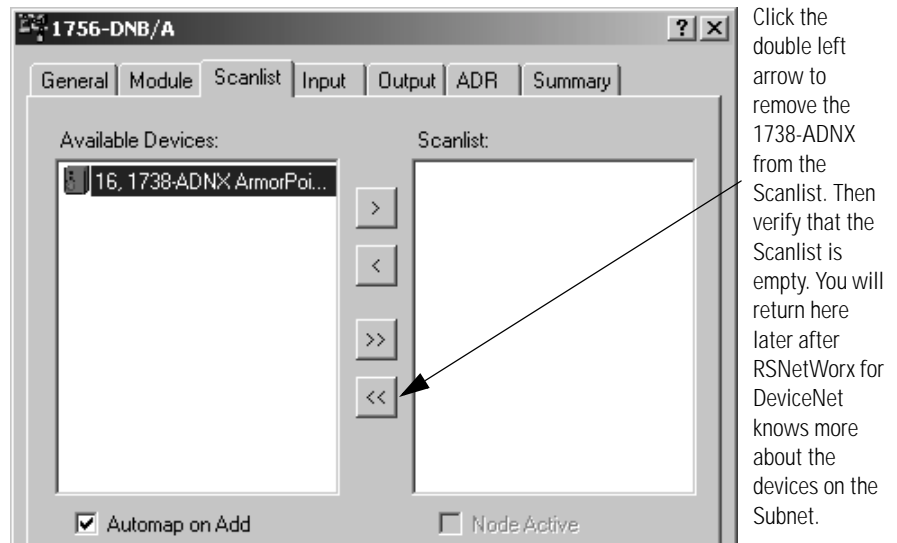 1756-DNB/A
? ×
General Module Scanlist Input Output ADR Summary
Available Devices:
Scanlist:
16, 1738-ADNX ArmorPoi...
>
<
>>
<<
Automap on Add
Node Active
Click the
double left
arrow to
remove the
1738-ADNX
from the
Scanlist. Then
verify that the
Scanlist is
empty. You will
return here
later after
RSNetWorx for
DeviceNet
knows more
about the
devices on the
Subnet.